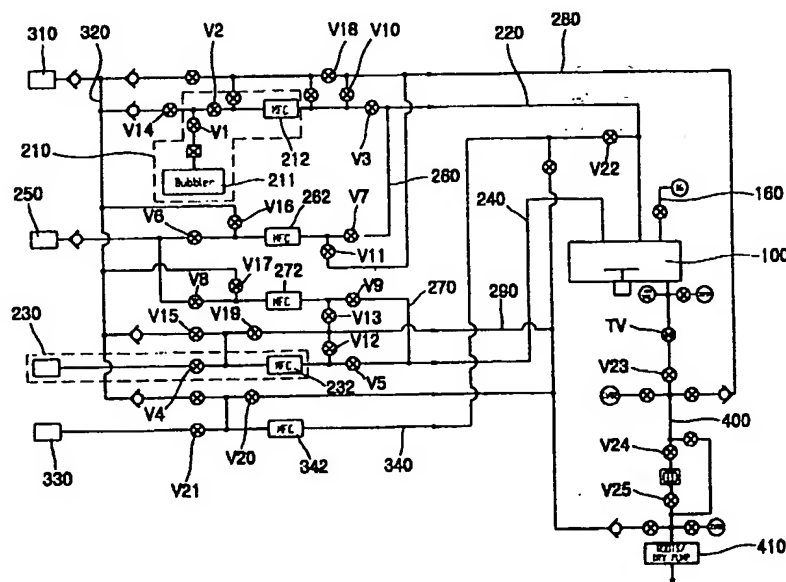 310
320
V2
V18
V10
220
280
V14
V1
MFC
212
V3
210
Bubbler
211
260
V22
250
V6
V16
262
V7
240
160
MFC
V11
100
V8
V17
272
V9
270
290
MFC
V13
TV
230
V15
V19
V12
V23
MFC
V4
232
V5
400
V24
MFC
V20
V25
330
V21
342
340
DRY PUMP
410